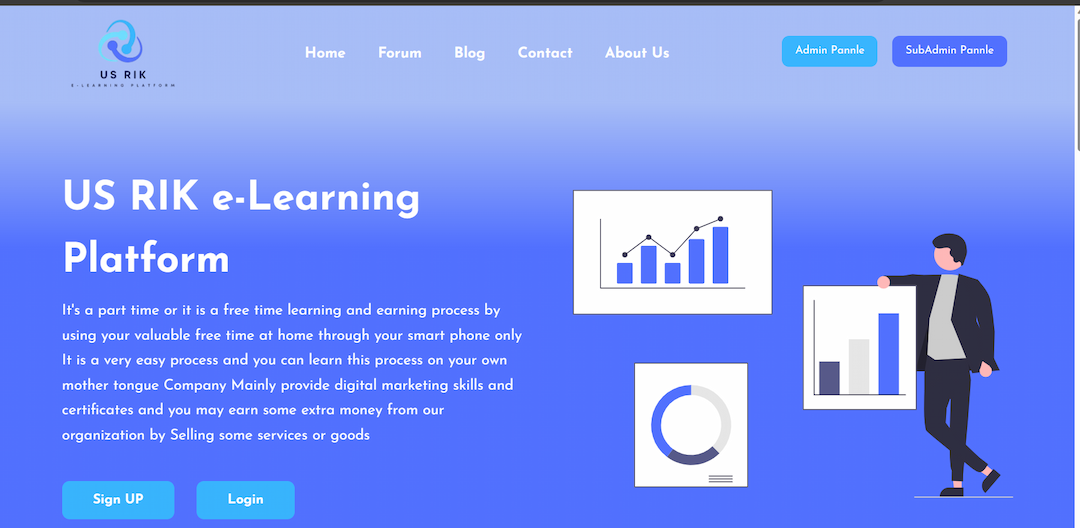 US RIK
E-LEARNING PLATFORM
Home Forum Blog Contact About Us
Admin Pannle SubAdmin Pannle
US RIK e-Learning
Platform
It's a part time or it is a free time learning and earning process by
using your valuable free time at home through your smart phone only
It is a very easy process and you can learn this process on your own
mother tongue Company Mainly provide digital marketing skills and
certificates and you may earn some extra money from our
organization by Selling some services or goods
Sign UP Login